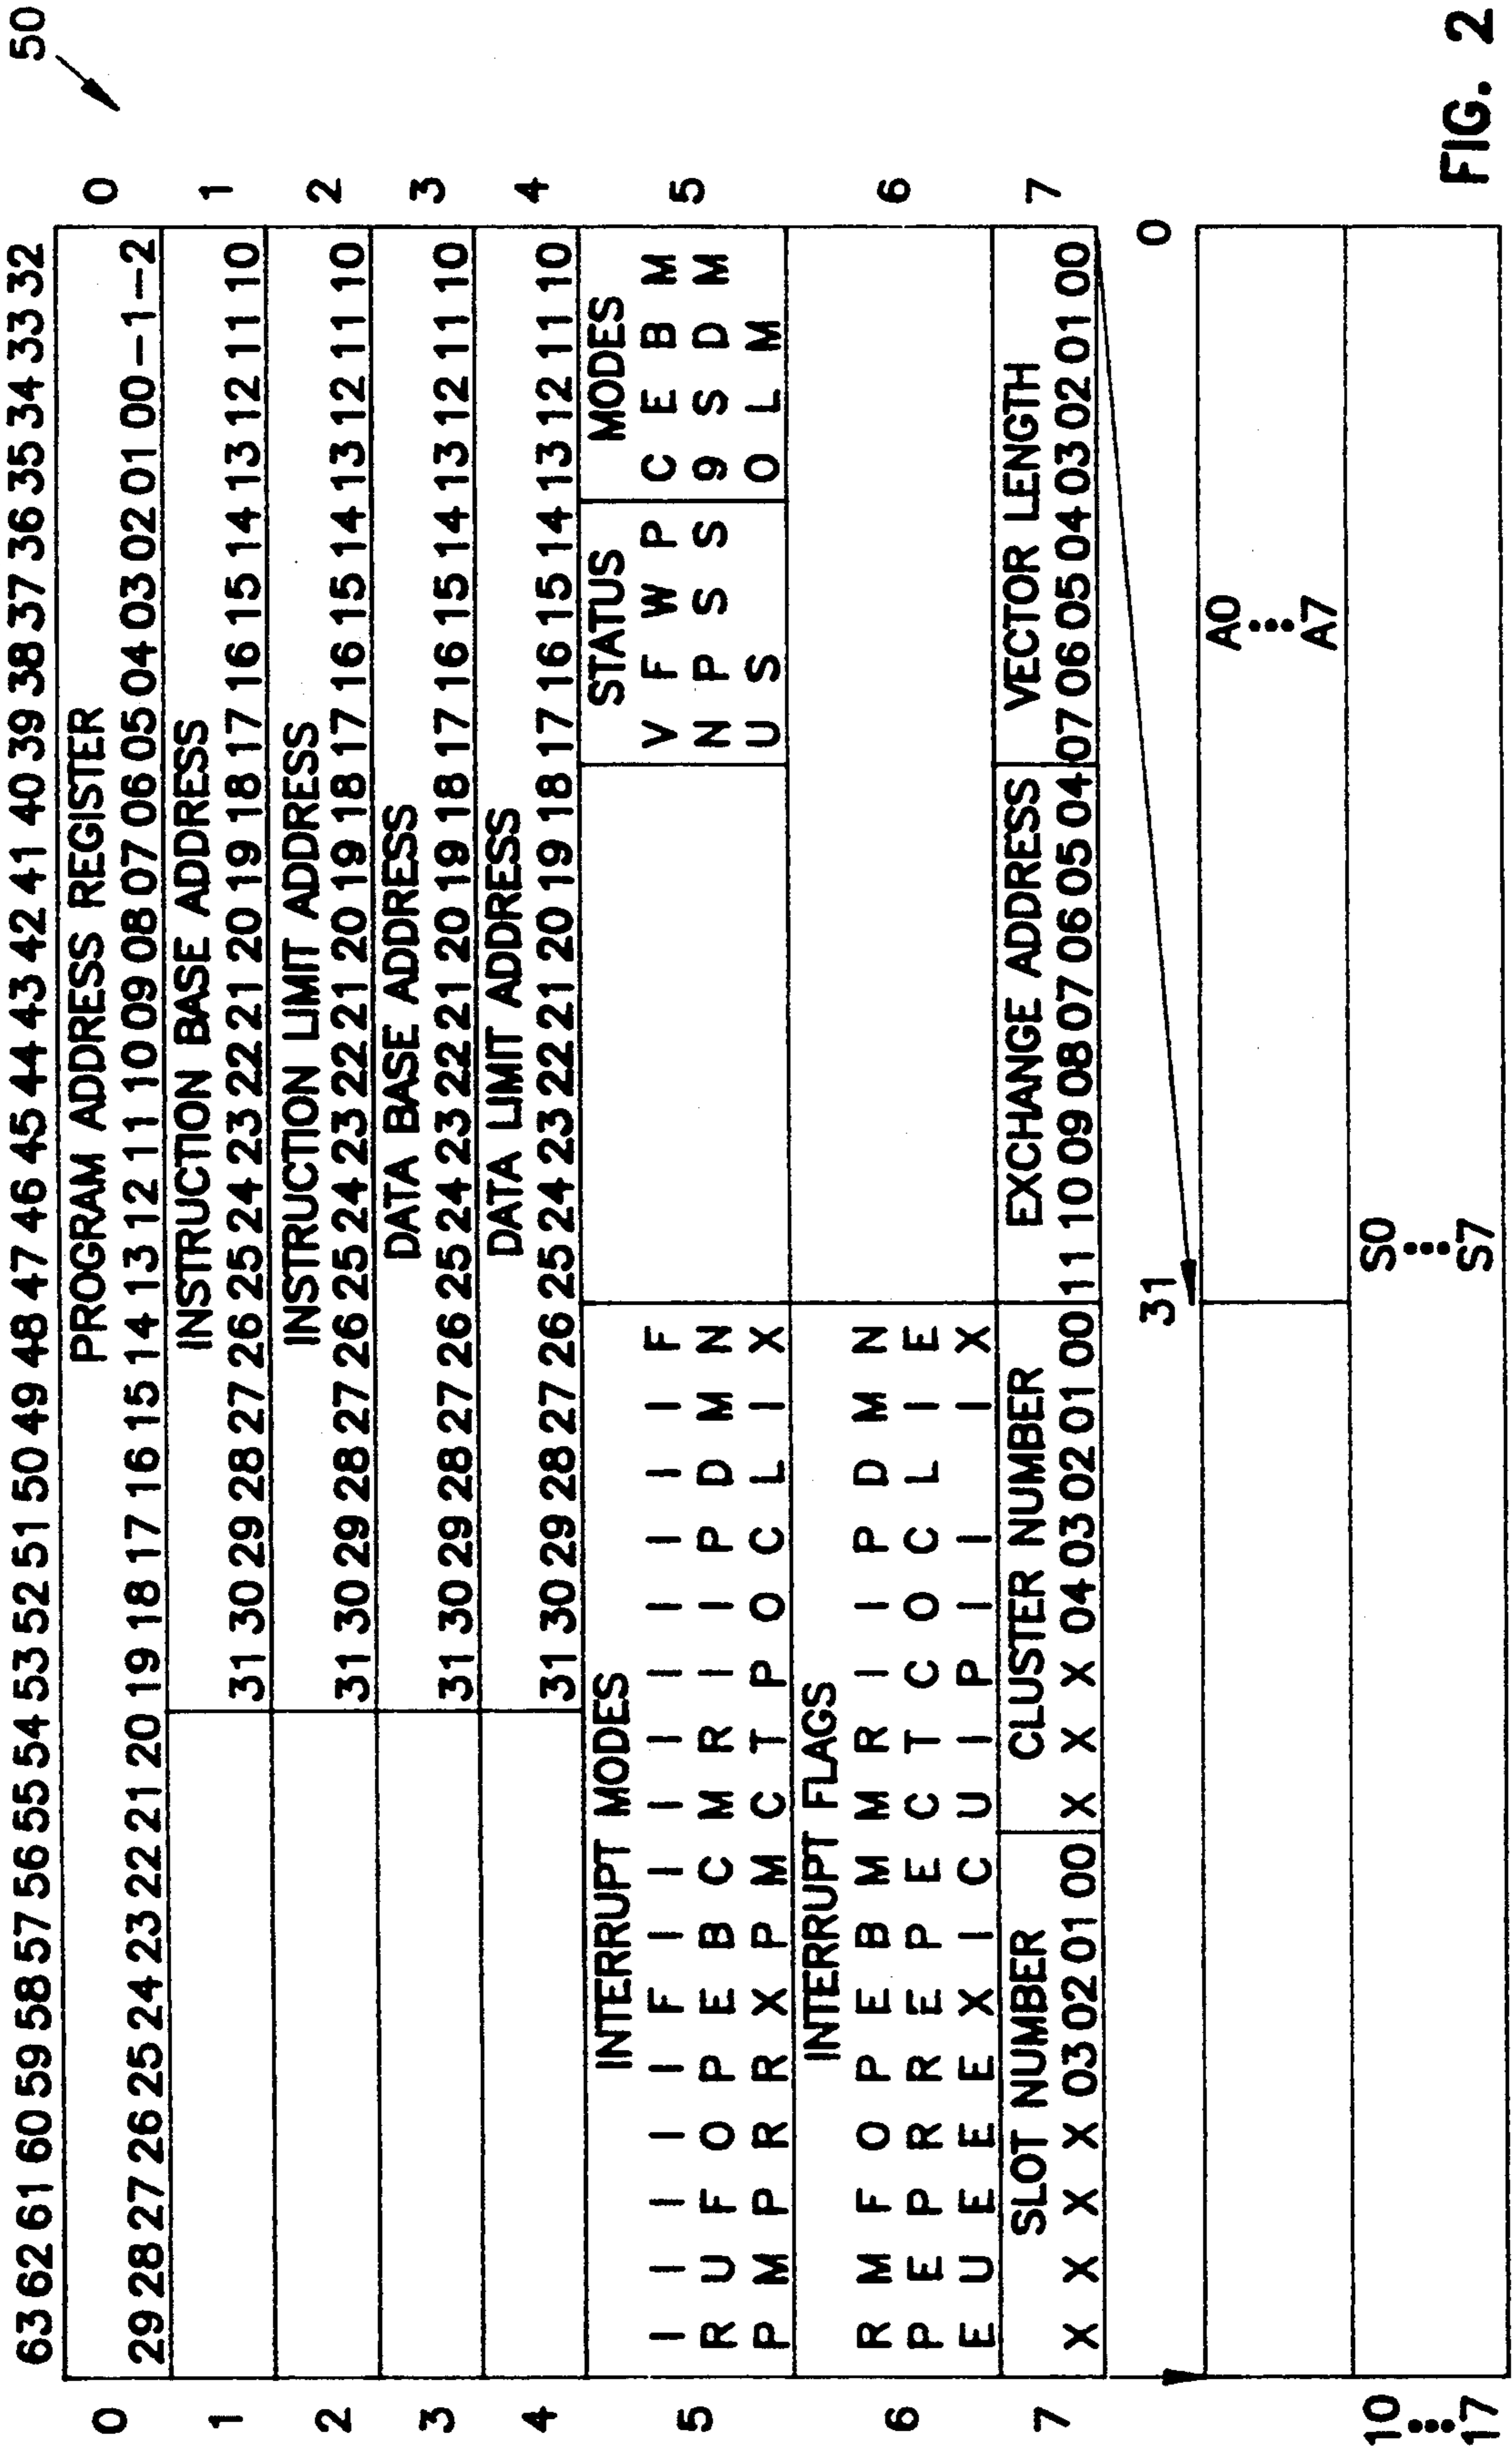 50
63 62 61 60 59 58 57 56 55 54 53 52 51 50 49 48 47 46 45 44 43 42 41 40 39 38 37 36 35 34 33 32
0 PROGRAM ADDRESS REGISTER 0
29 28 27 26 25 24 23 22 21 20 19 18 17 16 15 14 13 12 11 10 09 08 07 06 05 04 03 02 01 00 -1 -2
1 INSTRUCTION BASE ADDRESS 1
31 30 29 28 27 26 25 24 23 22 21 20 19 18 17 16 15 14 13 12 11 10
2 INSTRUCTION LIMIT ADDRESS 2
31 30 29 28 27 26 25 24 23 22 21 20 19 18 17 16 15 14 13 12 11 10
3 DATA BASE ADDRESS 3
31 30 29 28 27 26 25 24 23 22 21 20 19 18 17 16 15 14 13 12 11 10
4 DATA LIMIT ADDRESS 4
31 30 29 28 27 26 25 24 23 22 21 20 19 18 17 16 15 14 13 12 11 10
INTERRUPT MODES STATUS MODES
I I I I I F I I I I I I I I I F V F W P C E B M
5 R U F O P E B C M R I I P D M N N P S S 9 S D M 5
P M P R R X P M C T P O C L I X U S O L M
INTERRUPT FLAGS
R M F O P E B M M R I I P D M N
6 P E P R R E P E C T C O C L I E 6
E U E E E X I C U I P I I I X
7 SLOT NUMBER CLUSTER NUMBER EXCHANGE ADDRESS VECTOR LENGTH 7
X X X X 03 02 01 00 X X X 04 03 02 01 00 11 10 09 08 07 06 05 04 07 06 05 04 03 02 01 00
31 0
A0
A7
10 S0
17 S7
FIG. 2